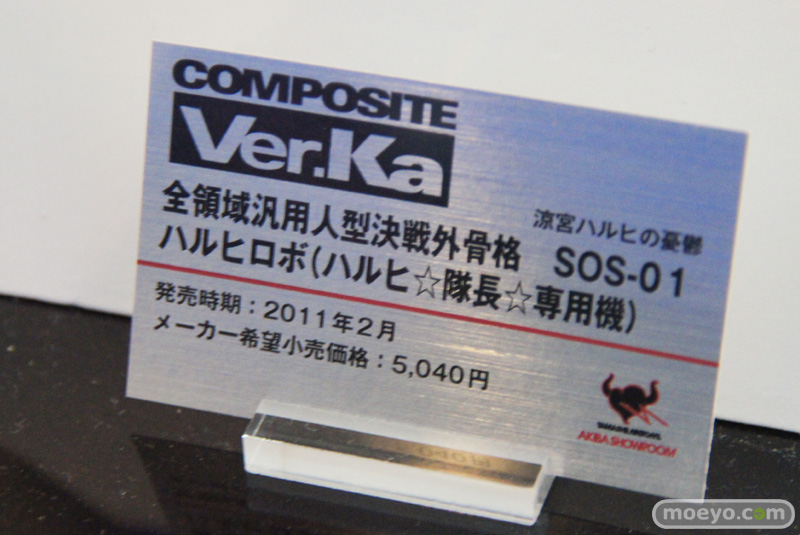 COMPOSITE
Ver.Ka
涼宮ハルヒの憂鬱
全領域汎用人型決戦外骨格 SOS-01
ハルヒロボ(ハルヒ☆隊長☆専用機)
発売時期：2011年2月
メーカー希望小売価格：5,040円
TAMASHII NATIONS
AKIBA SHOWROOM
moeyo.com